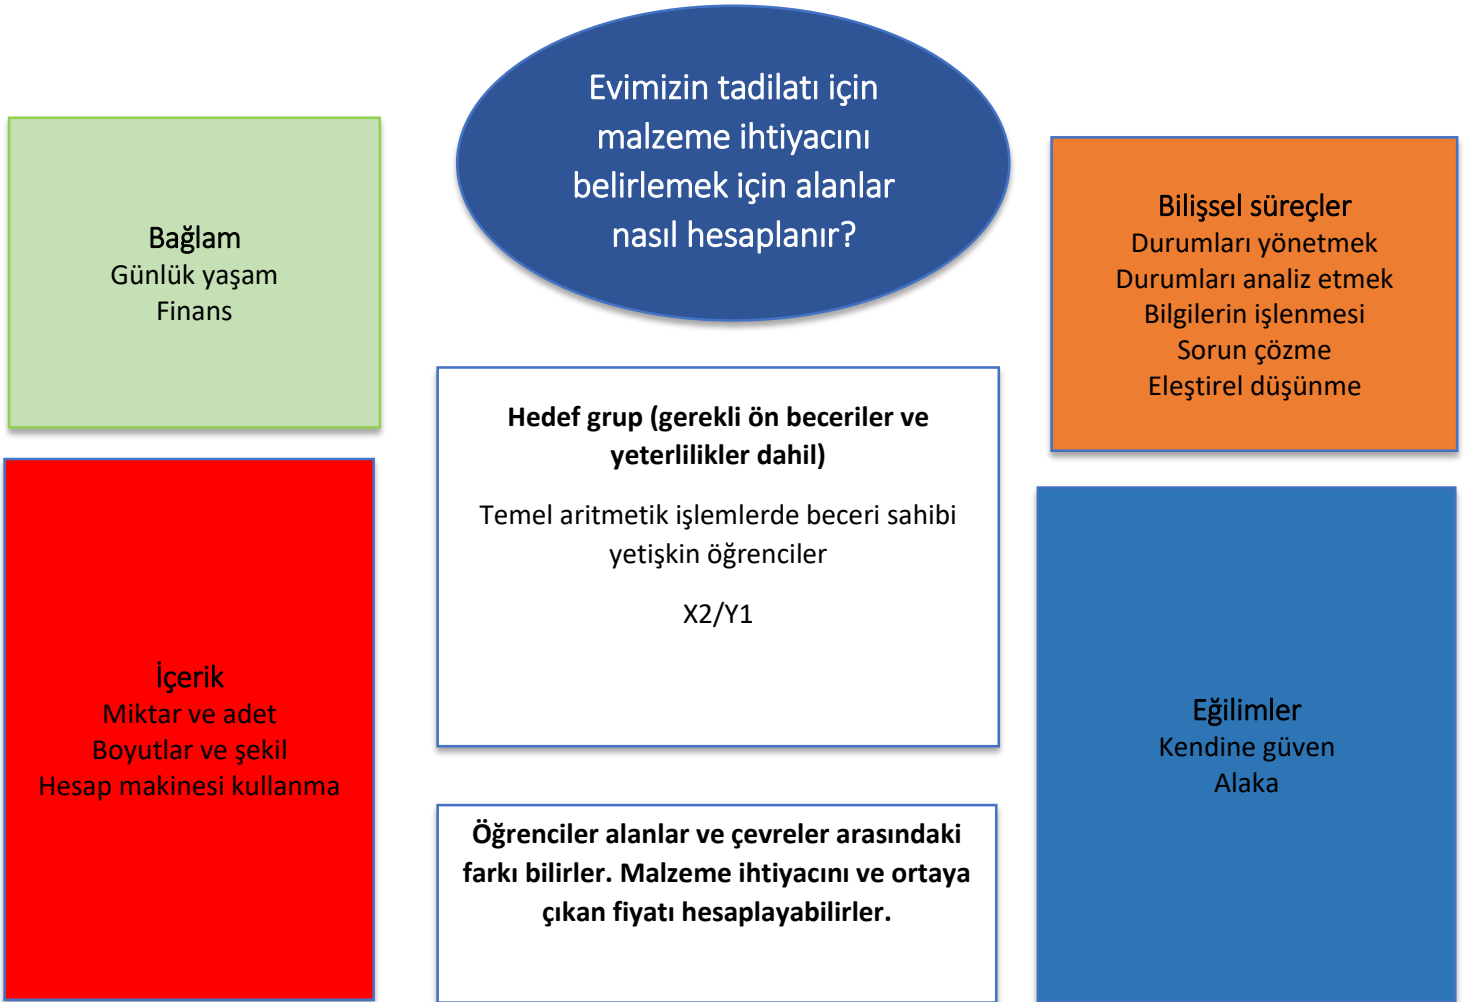 Evimizin tadilatı için
malzeme ihtiyacını
belirlemek için alanlar
nasıl hesaplanır?
Bağlam
Günlük yaşam
Finans
Bilişsel süreçler
Durumları yönetmek
Durumları analiz etmek
Bilgilerin işlenmesi
Sorun çözme
Eleştirel düşünme
Hedef grup (gerekli ön beceriler ve
yeterlilikler dahil)
Temel aritmetik işlemlerde beceri sahibi
yetişkin öğrenciler
X2/Y1
İçerik
Miktar ve adet
Boyutlar ve şekil
Hesap makinesi kullanma
Eğilimler
Kendine güven
Alaka
Öğrenciler alanlar ve çevreler arasındaki
farkı bilirler. Malzeme ihtiyacını ve ortaya
çıkan fiyatı hesaplayabilirler.